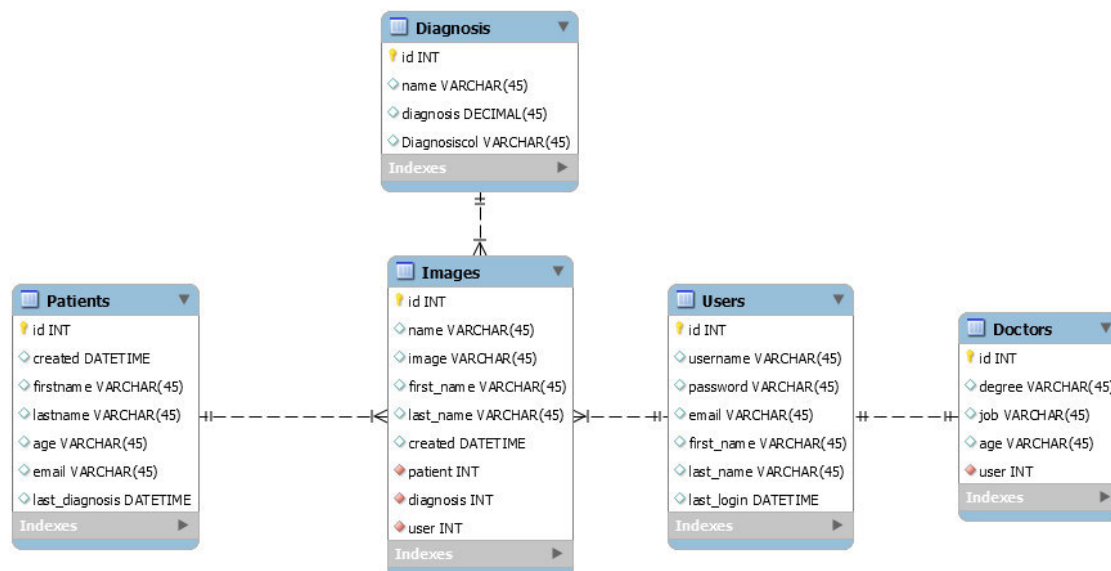 Diagnosis
id INT
name VARCHAR(45)
diagnosis DECIMAL(45)
Diagnosiscol VARCHAR(45)
Indexes
Patients
id INT
created DATETIME
firstname VARCHAR(45)
lastname VARCHAR(45)
age VARCHAR(45)
email VARCHAR(45)
last_diagnosis DATETIME
Indexes
Images
id INT
name VARCHAR(45)
image VARCHAR(45)
first_name VARCHAR(45)
last_name VARCHAR(45)
created DATETIME
patient INT
diagnosis INT
user INT
Indexes
Users
id INT
username VARCHAR(45)
password VARCHAR(45)
email VARCHAR(45)
first_name VARCHAR(45)
last_name VARCHAR(45)
last_login DATETIME
Indexes
Doctors
id INT
degree VARCHAR(45)
job VARCHAR(45)
age VARCHAR(45)
user INT
Indexes